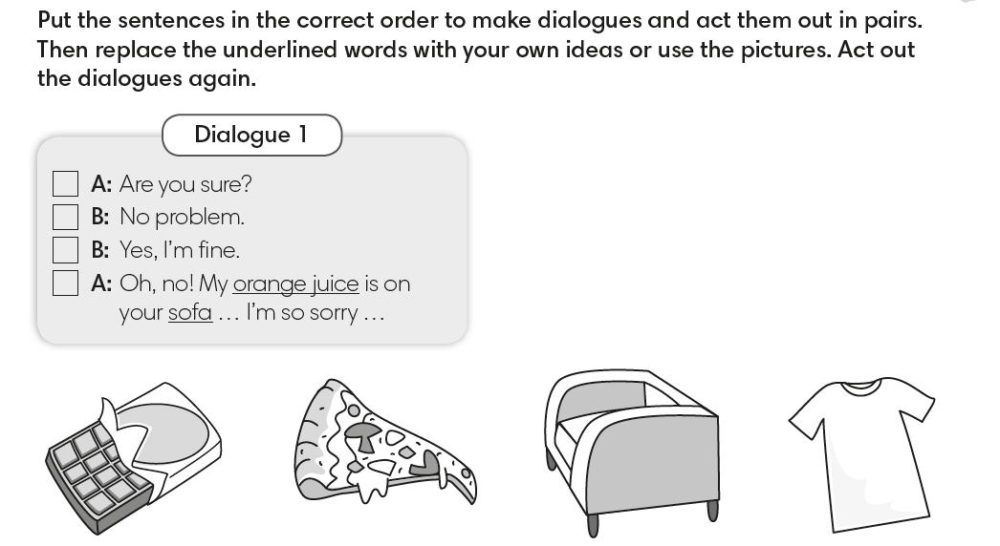 Put the sentences in the correct order to make dialogues and act them out in pairs.
Then replace the underlined words with your own ideas or use the pictures. Act out
the dialogues again.
Dialogue 1
A: Are you sure?
B: No problem.
B: Yes, I'm fine.
A: Oh, no! My orange juice is on
your sofa ... I'm so sorry ...